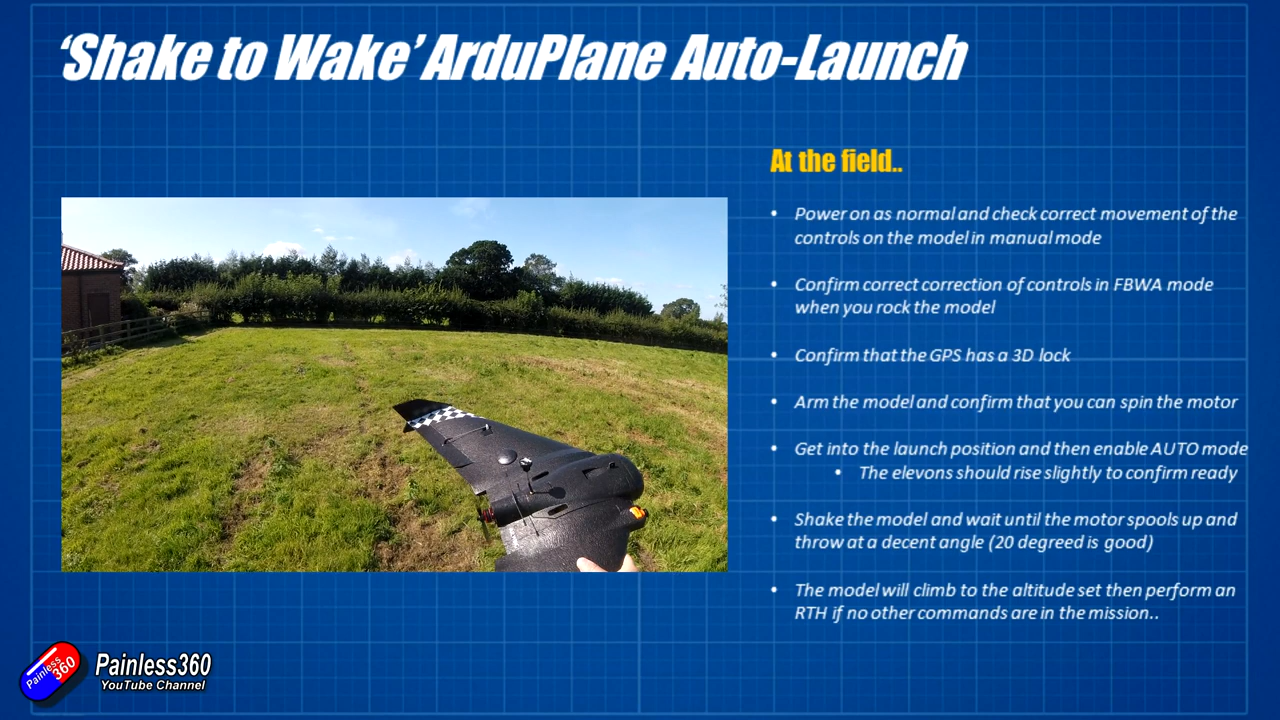 ‘Shake to Wake’ ArduPlane Auto-Launch
At the field..
• Power on as normal and check correct movement of the
controls on the model in manual mode
• Confirm correct correction of controls in FBWA mode
when you rock the model
• Confirm that the GPS has a 3D lock
• Arm the model and confirm that you can spin the motor
• Get into the launch position and then enable AUTO mode
• The elevons should rise slightly to confirm ready
• Shake the model and wait until the motor spools up and
throw at a decent angle (20 degreed is good)
• The model will climb to the altitude set then perform an
RTH if no other commands are in the mission..
Painless
360
Painless360
YouTube Channel